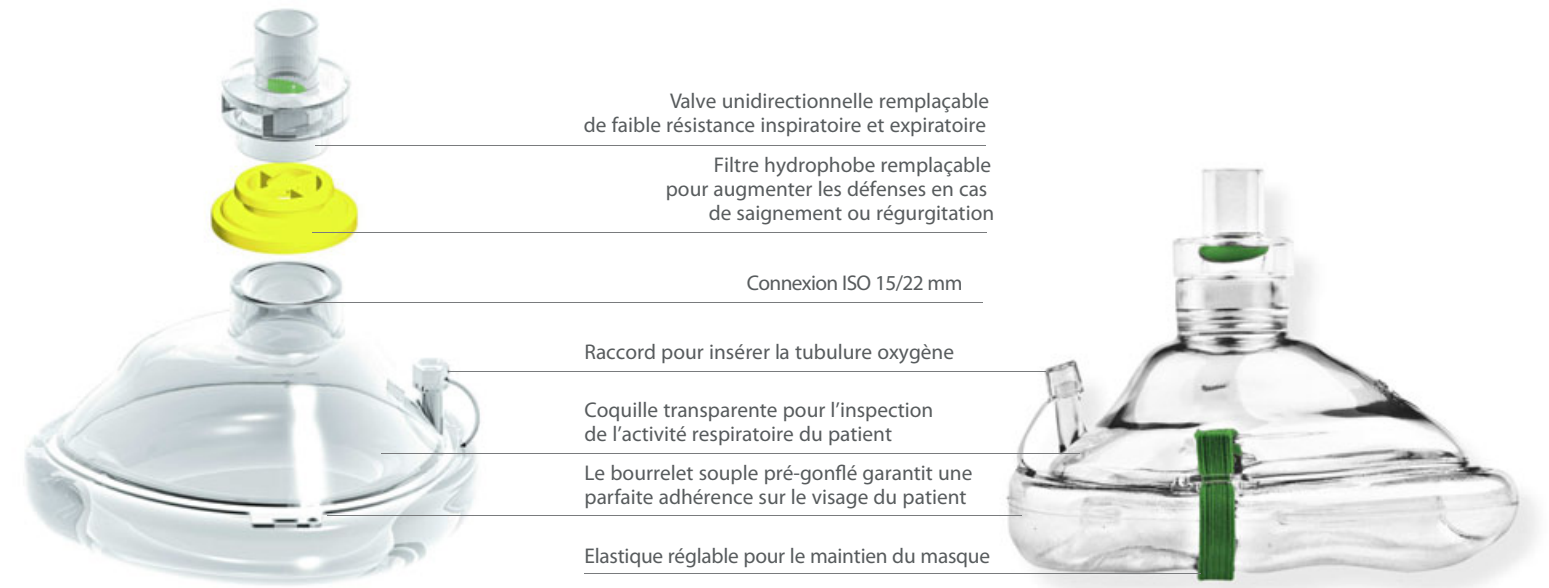 Valve unidirectionnelle remplaçable
de faible résistance inspiratoire et expiratoire
Filtre hydrophobe remplaçable
pour augmenter les défenses en cas
de saignement ou régurgitation
Connexion ISO 15/22 mm
Raccord pour insérer la tubulure oxygène
Coquille transparente pour l’inspection
de l’activité respiratoire du patient
Le bourrelet souple pré-gonflé garantit une
parfaite adhérence sur le visage du patient
Elastique réglable pour le maintien du masque